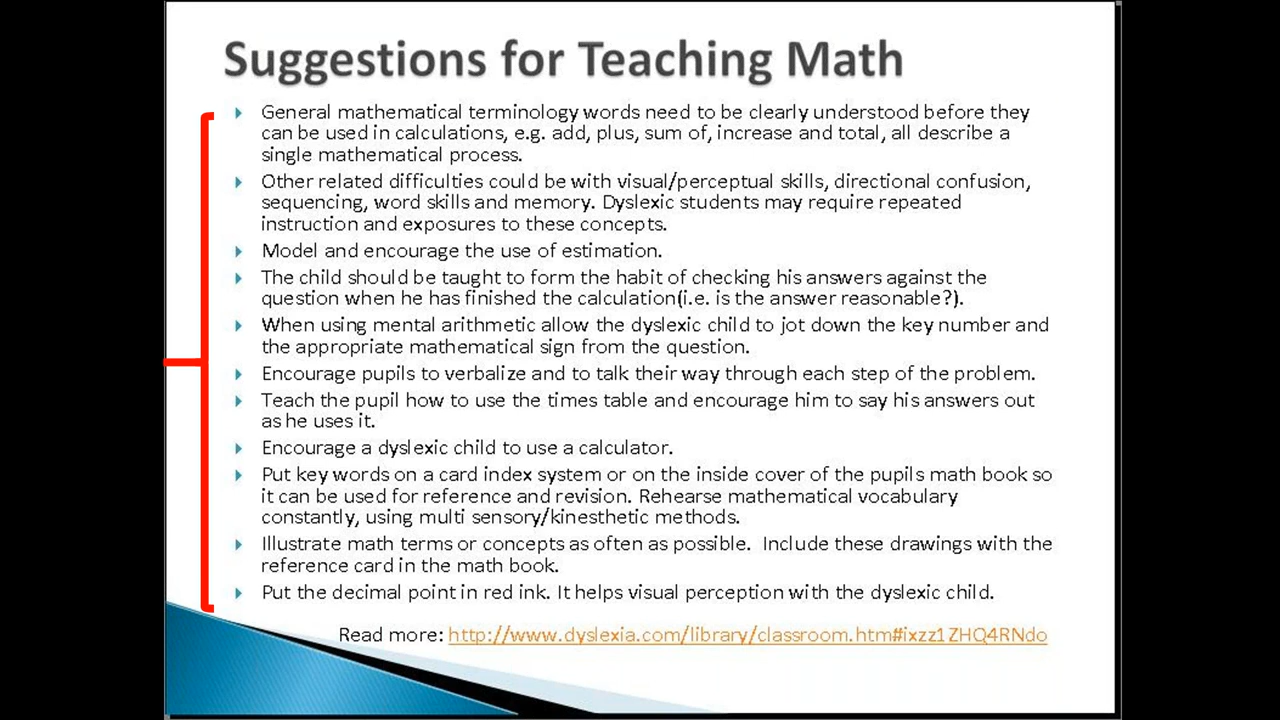 Suggestions for Teaching Math
General mathematical terminology words need to be clearly understood before they
can be used in calculations, e.g. add, plus, sum of, increase and total, all describe a
single mathematical process.
Other related difficulties could be with visual/perceptual skills, directional confusion,
sequencing, word skills and memory. Dyslexic students may require repeated
instruction and exposures to these concepts.
Model and encourage the use of estimation.
The child should be taught to form the habit of checking his answers against the
question when he has finished the calculation(i.e. is the answer reasonable?).
When using mental arithmetic allow the dyslexic child to jot down the key number and
the appropriate mathematical sign from the question.
Encourage pupils to verbalize and to talk their way through each step of the problem.
Teach the pupil how to use the times table and encourage him to say his answers out
as he uses it.
Encourage a dyslexic child to use a calculator.
Put key words on a card index system or on the inside cover of the pupils math book so
it can be used for reference and revision. Rehearse mathematical vocabulary
constantly, using multi sensory/kinesthetic methods.
Illustrate math terms or concepts as often as possible.  Include these drawings with the
reference card in the math book.
Put the decimal point in red ink. It helps visual perception with the dyslexic child.
Read more: http://www.dyslexia.com/library/classroom.htm#ixzz1ZHQ4RNdo